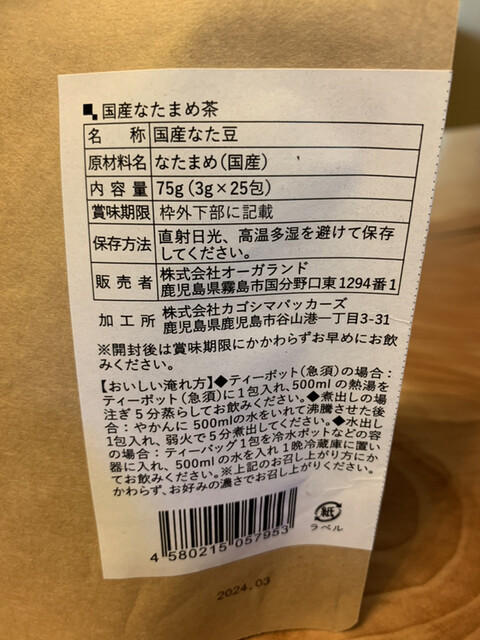 国産なたまめ茶
名 称 国産なた豆
原材料名 なたまめ(国産)
内容量 75g(3g×25包)
賞味期限 枠外下部に記載
保存方法 直射日光、高温多湿を避けて保存
してください。
販売者 株式会社オーガランド
鹿児島県霧島市国分野口東1294番1
加工所 株式会社カゴシマパッカーズ
鹿児島県鹿児島市谷山港一丁目3-31
※開封後は賞味期限にかかわらずお早めにお飲
みください。
【おいしい淹れ方】◆ティーポット(急須)の場合:
ティーポット(急須)に1包入れ、500mlの熱湯を
注ぎ5分蒸らしてお飲みください。◆煮出しの場
合:やかんに500mlの水をいれて沸騰させた後
1包入れ、弱火で5分煮出してください。◆水出し
の場合:ティーバッグ1包を冷水ポットなどの容
器に入れ、500mlの水を入れ1晩冷蔵庫に置い
てお飲みください。※上記のお召し上がり方にか
かわらず、お好みの濃さでお召し上がりください。
4 580215 057953
紙
ラベル
2024.03